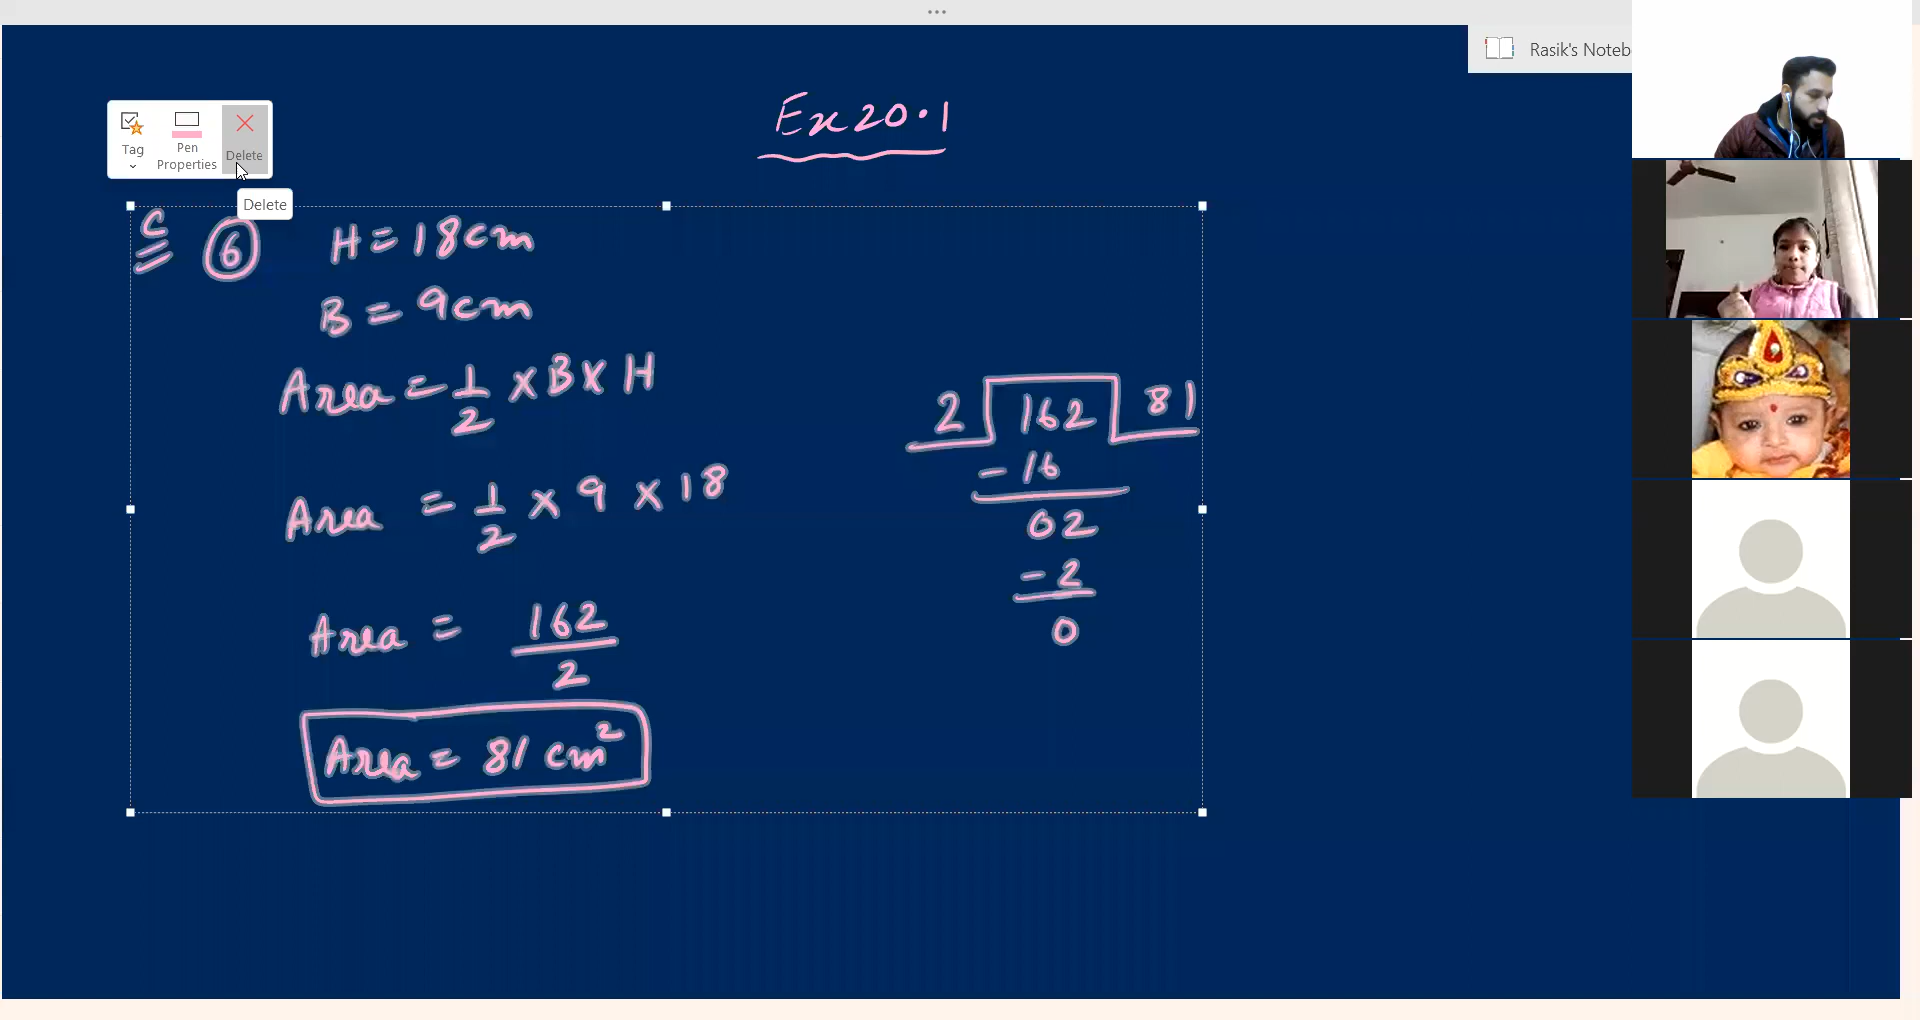 ...
Rasik's Noteb
Tag
Pen Properties
Delete
Delete
Ex 20.1
C 6 H = 18cm
B = 9cm
Area = 1/2 × B × H
Area = 1/2 × 9 × 18
Area = 162/2
Area = 81 cm²
2 162 81
- 16
02
- 2
0